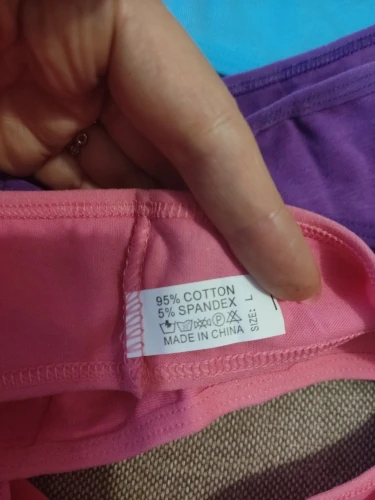 95% COTTON
5% SPANDEX
MADE IN CHINA
SIZE: L